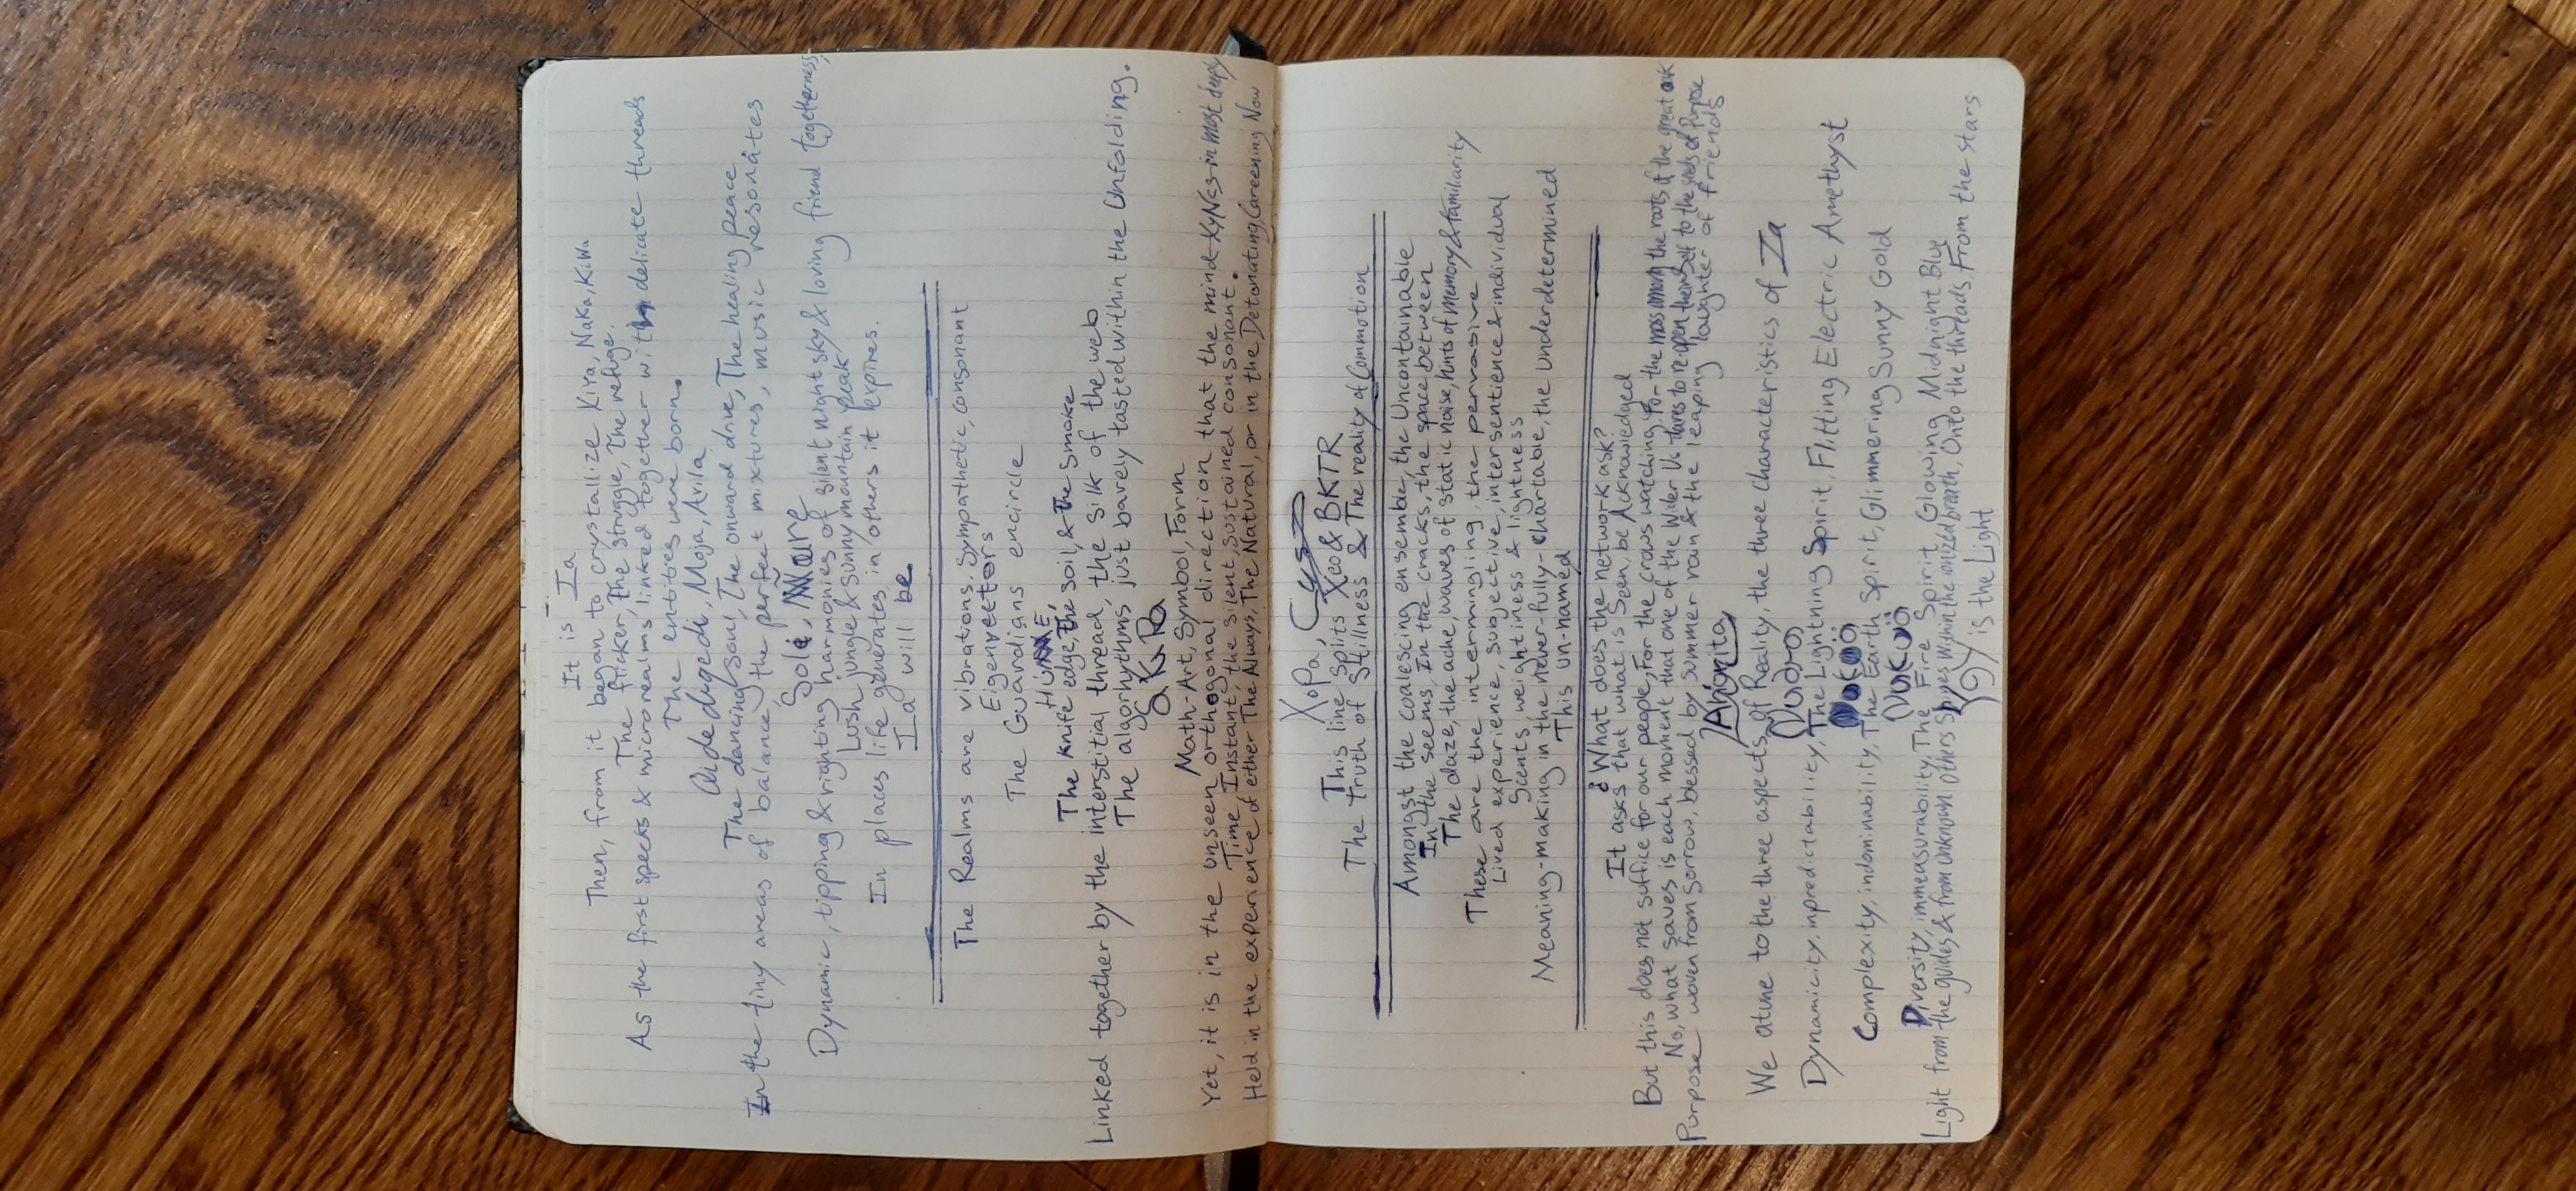 It is Ia
Then, from it began to crystallize XiYa, NaKa, KiWa
The flicker, The struggle, The refuge.
As the first specks & microrealms linked together with delicate threads
The entities were born.
Moja, Avila
The dancing soul, The onward drive, The healing peace.
In the tiny areas of balance, the perfect mixtures, music resonates
Dynamic, tipping & righting harmonies of silent night sky & loving friend togetherness;
Lush jungle & sunny mountain peak
In places life generates, in others it expires.
Ia will be.
The Realms are vibrations. Sympathetic, consonant
Eigenvectors
The Guardians encircle
The Knife edge, The Soil, & The Smoke
Linked together by the interstitial thread, the silk of the web
The algorhythms just barely tasted within the Unfolding.
Math-Art, Symbol, Form
Yet, it is in the unseen orthogonal direction that the mind XyNcs in most deeply
Time, Instant, the silent, sustained consonant.
Held in the experience of either The Always, The Natural, or in the Detonating, Careening Now
XoPa,
This line splits Xeo & BKTR
The Truth of Stillness & The reality of Commotion
Amongst the coalescing ensemble, the Uncontainable
In the seems, In the cracks, the space between
The daze, the ache, waves of static noise, hints of memory & familiarity
These are the intermingling, the pervasive
Lived experience, subjective, intersentience & individual
Scents, weightiness & lightness
Meaning-making in the never-fully-chartable, the underdetermined
This un-named
¿What does the network ask?
It asks that what is Seen, be Acknowledged
But this does not suffice for our people, For the crows watching, For the moss among the roots of the great oak
No, what saves is each moment that one of the Wider Us dares to re-open theirself to the seeds of Purpose
Purpose woven from sorrow, blessed by summer rain & the leaping laughter of friends
We atune to the three aspects of Reality, the three characteristics of Ia
Dynamicity, inpredictability, The Lightning Spirit, Flitting Electric Amethyst
Complexity, indominability, The Earth Spirit, Glimmering Sunny Gold
Diversity, immeasurability, The Fire Spirit, Glowing Midnight Blue
Light from the guides & from unknown others Shines within the ionized breath, Onto the threads, From the stars
is the Light